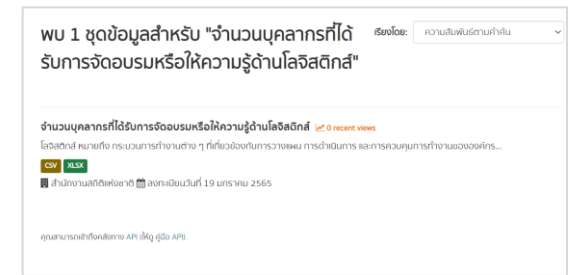 พบ 1 ชุดข้อมูลสำหรับ "จำนวนบุคลากรที่ได้
รับการจัดอบรมหรือให้ความรู้ด้านโลจิสติกส์"
เรียงโดย: ความสัมพันธ์ตามคำค้น
จำนวนบุคลากรที่ได้รับการจัดอบรมหรือให้ความรู้ด้านโลจิสติกส์ 0 recent views
โลจิสติกส์ หมายถึง กระบวนการทำงานต่าง ๆ ที่เกี่ยวข้องกับการวางแผน การดำเนินการ และการควบคุมการทำงานขององค์กร...
CSV XLSX
สำนักงานสถิติแห่งชาติ ลงทะเบียนวันที่ 19 มกราคม 2565
คุณสามารถเข้าถึงคลังทาง API (ให้ดู คู่มือ API).